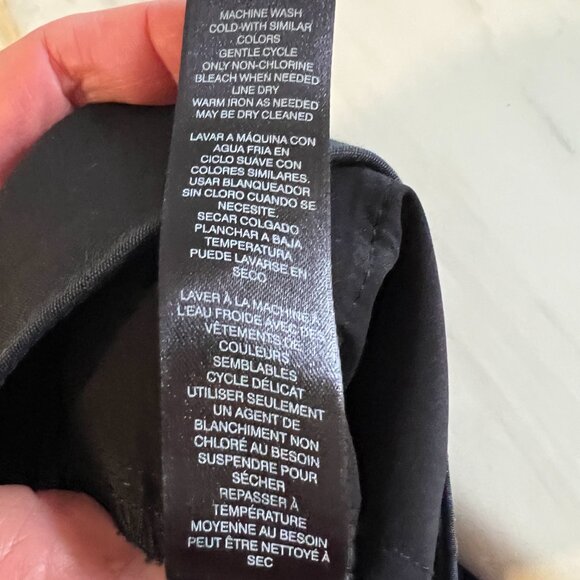 MACHINE WASH
COLD-WITH SIMILAR
COLORS
GENTLE CYCLE
ONLY NON-CHLORINE
BLEACH WHEN NEEDED
LINE DRY
WARM IRON AS NEEDED
MAY BE DRY CLEANED
LAVAR A MÁQUINA CON
AGUA FRIA EN
CICLO SUAVE CON
COLORES SIMILARES.
USAR BLANQUEADOR
SIN CLORO CUANDO SE
NECESITE.
SECAR COLGADO
PLANCHAR A BAJA
TEMPERATURA
PUEDE LAVARSE EN
SECO
LAVER À LA MACHINE À
L'EAU FROIDE AVEC DES
VÊTEMENTS DE
COULEURS
SEMBLABLES
CYCLE DÉLICAT
UTILISER SEULEMENT
UN AGENT DE
BLANCHIMENT NON
CHLORÉ AU BESOIN
SUSPENDRE POUR
SÉCHER
REPASSER À
TEMPÉRATURE
MOYENNE AU BESOIN
PEUT ÊTRE NETTOYÉ À
SEC